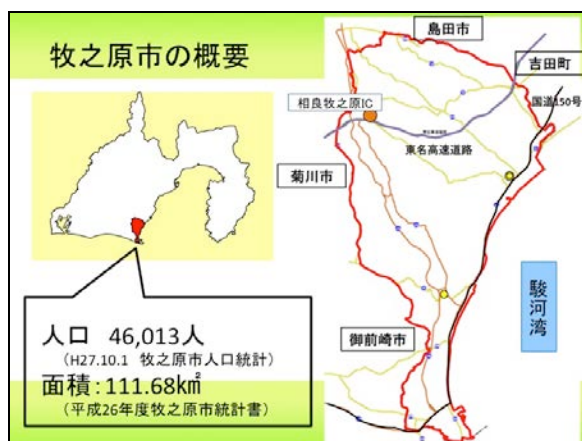 牧之原市の概要
人口 46,013人
(H27.10.1 牧之原市人口統計)
面積:111.68㎢
(平成26年度牧之原市統計書)
島田市
吉田町
相良牧之原IC
国道150号
東名高速道路
菊川市
駿河湾
御前崎市